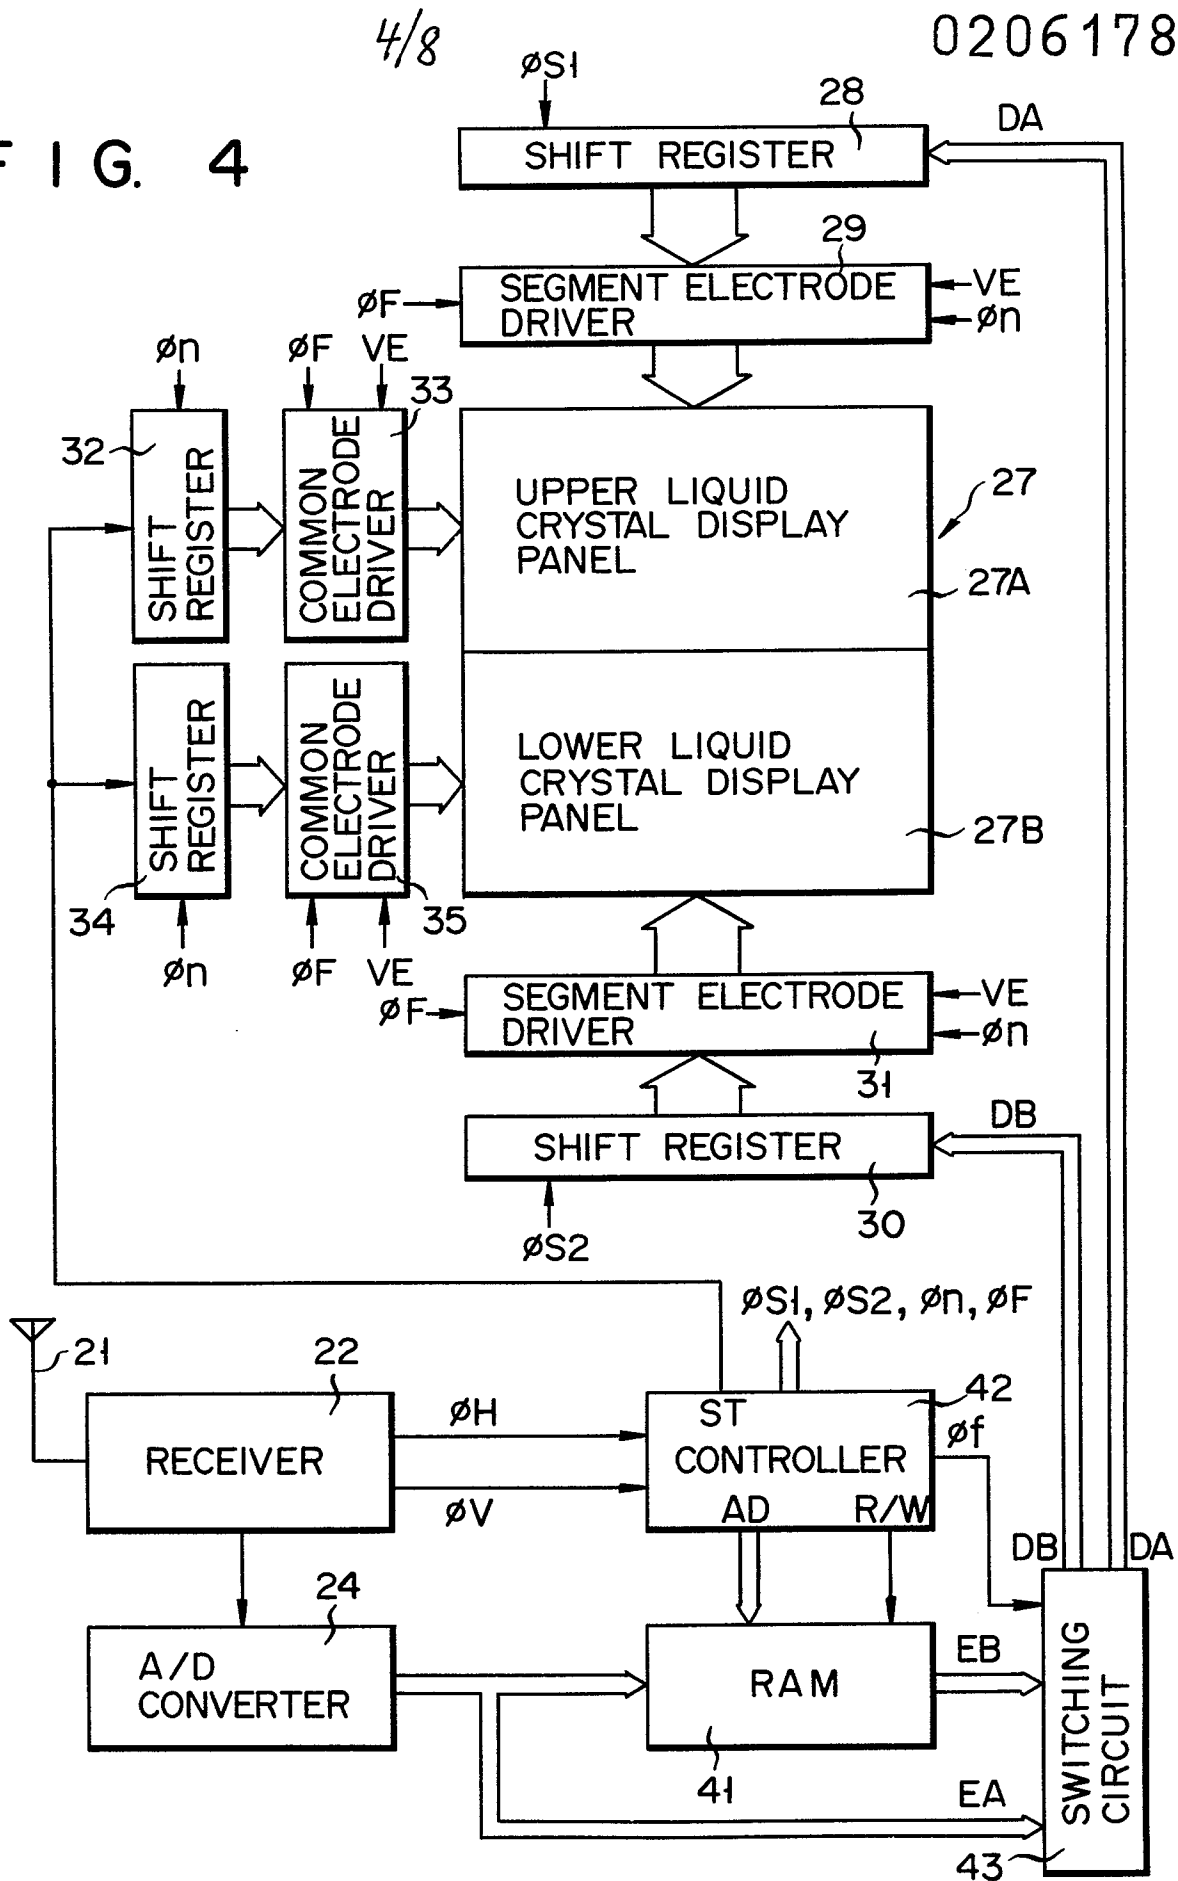 4/8
0206178
FIG. 4
øS1
28
DA
SHIFT REGISTER
29
SEGMENT ELECTRODE
DRIVER
øF
VE
øn
øn
øF
VE
33
32
SHIFT
REGISTER
COMMON
ELECTRODE
DRIVER
UPPER LIQUID
CRYSTAL DISPLAY
PANEL
27
27A
SHIFT
REGISTER
COMMON
ELECTRODE
DRIVER
LOWER LIQUID
CRYSTAL DISPLAY
PANEL
27B
34
35
øn
øF
VE
øF
SEGMENT ELECTRODE
DRIVER
VE
øn
31
DB
SHIFT REGISTER
30
øS2
øS1, øS2, øn, øF
21
22
42
RECEIVER
øH
øV
ST
CONTROLLER
AD
R/W
øf
DB
DA
24
A/D
CONVERTER
RAM
EB
41
EA
SWITCHING
CIRCUIT
43